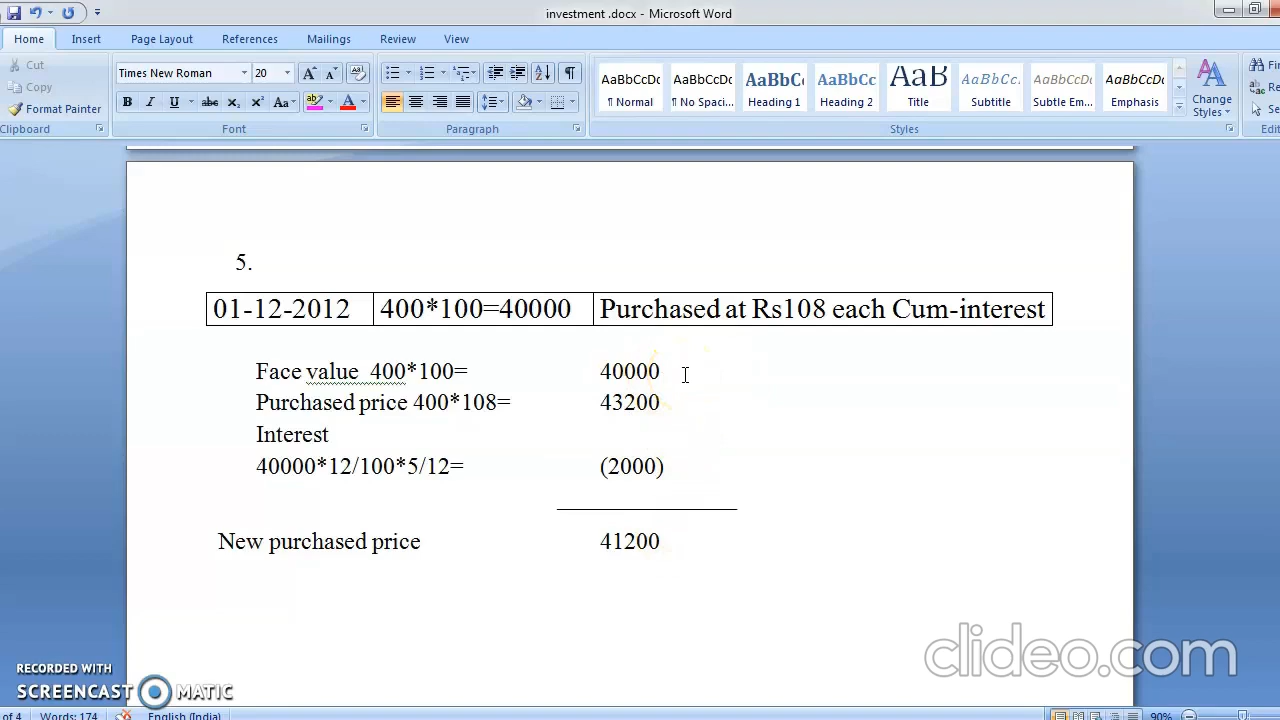 investment .docx - Microsoft Word
Home Insert Page Layout References Mailings Review View
Cut
Copy
Format Painter
Clipboard
Times New Roman 20
Font
Paragraph
AaBbCcDc AaBbCcDc AaBbC AaBbCc AaB AaBbCc. AaBbCcDc AaBbCcDc
¶ Normal ¶ No Spaci... Heading 1 Heading 2 Title Subtitle Subtle Em... Emphasis
Change Styles
Styles
5.
01-12-2012 400*100=40000 Purchased at Rs108 each Cum-interest
Face value 400*100= 40000
Purchased price 400*108= 43200
Interest
40000*12/100*5/12= (2000)
New purchased price 41200
clideo.com
RECORDED WITH
SCREENCAST MATIC
of 4 Words: 174 English (India) 90%